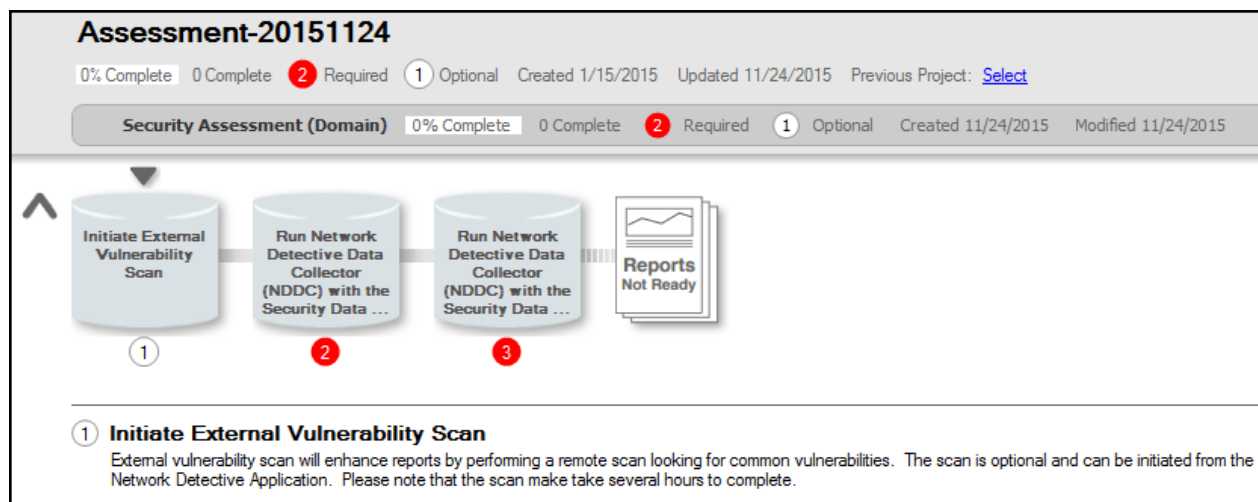 Assessment-20151124
0% Complete 0 Complete 2 Required 1 Optional Created 1/15/2015 Updated 11/24/2015 Previous Project: Select
Security Assessment (Domain) 0% Complete 0 Complete 2 Required 1 Optional Created 11/24/2015 Modified 11/24/2015
Initiate External
Vulnerability
Scan
1
Run Network
Detective Data
Collector
(NDDC) with the
Security Data ...
2
Run Network
Detective Data
Collector
(NDDC) with the
Security Data ...
3
Reports
Not Ready
1 Initiate External Vulnerability Scan
External vulnerability scan will enhance reports by performing a remote scan looking for common vulnerabilities. The scan is optional and can be initiated from the
Network Detective Application. Please note that the scan make take several hours to complete.